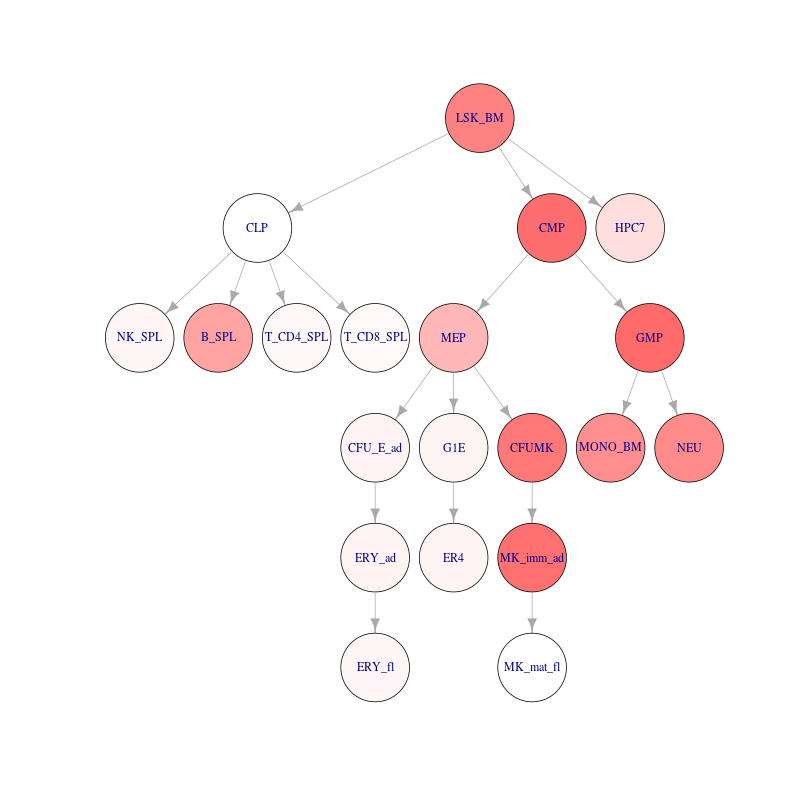 LSK_BM
CLP
CMP
HPC7
NK_SPL
B_SPL
T_CD4_SPL
T_CD8_SPL
MEP
GMP
CFU_E_ad
G1E
CFUMK
MONO_BM
NEU
ERY_ad
ER4
MK_imm_ad
ERY_fl
MK_mat_fl